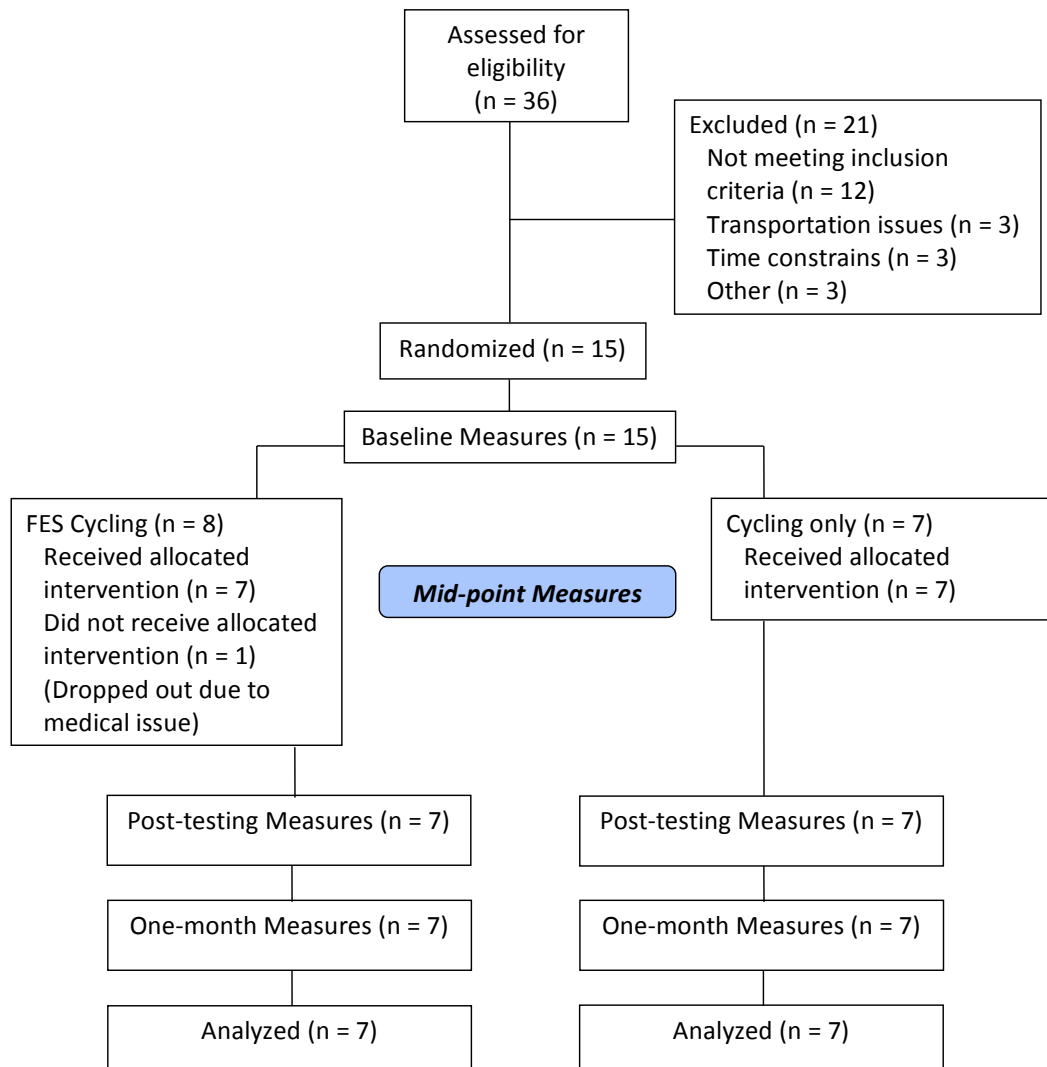 Assessed for
eligibility
(n = 36)
Excluded (n = 21)
Not meeting inclusion
criteria (n = 12)
Transportation issues (n = 3)
Time constrains (n = 3)
Other (n = 3)
Randomized (n = 15)
Baseline Measures (n = 15)
FES Cycling (n = 8)
Received allocated
intervention (n = 7)
Did not receive allocated
intervention (n = 1)
(Dropped out due to
medical issue)
Mid-point Measures
Cycling only (n = 7)
Received allocated
intervention (n = 7)
Post-testing Measures (n = 7)
Post-testing Measures (n = 7)
One-month Measures (n = 7)
One-month Measures (n = 7)
Analyzed (n = 7)
Analyzed (n = 7)